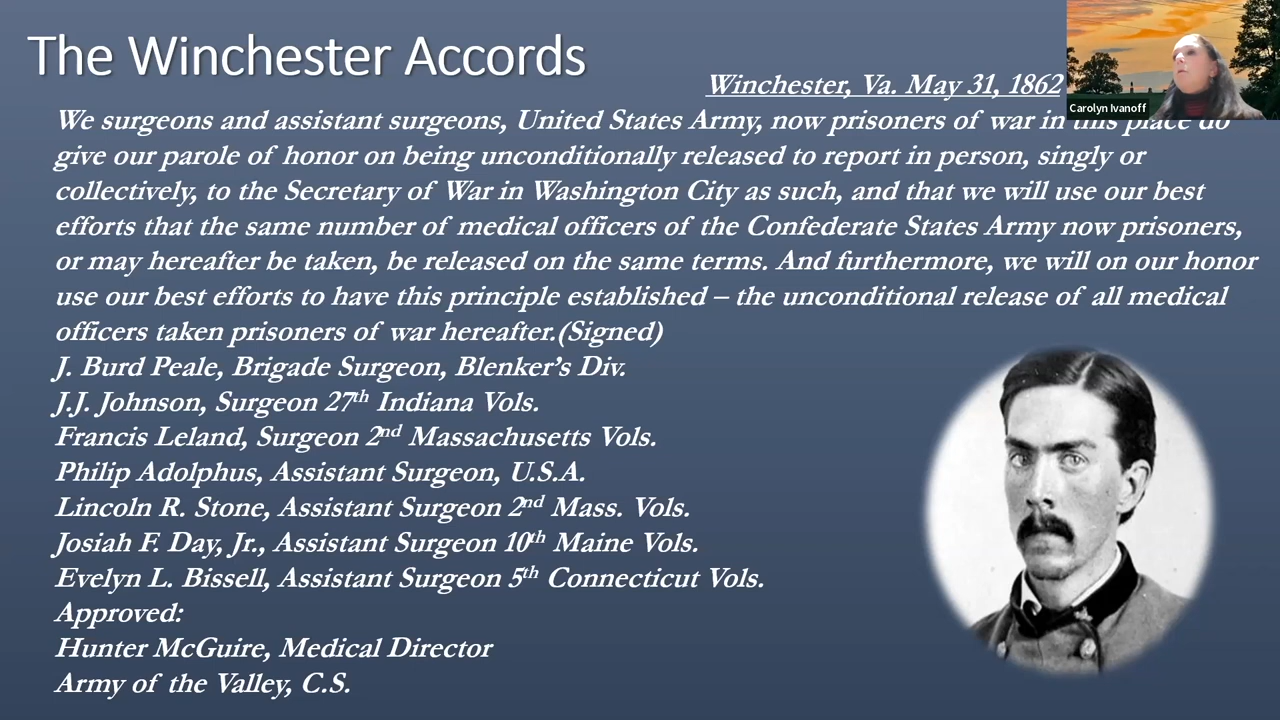 The Winchester Accords
Winchester, Va. May 31, 1862
Carolyn Ivanoff
We surgeons and assistant surgeons, United States Army, now prisoners of war in this place do
give our parole of honor on being unconditionally released to report in person, singly or
collectively, to the Secretary of War in Washington City as such, and that we will use our best
efforts that the same number of medical officers of the Confederate States Army now prisoners,
or may hereafter be taken, be released on the same terms. And furthermore, we will on our honor
use our best efforts to have this principle established – the unconditional release of all medical
officers taken prisoners of war hereafter.(Signed)
J. Burd Peale, Brigade Surgeon, Blenker’s Div.
J.J. Johnson, Surgeon 27th Indiana Vols.
Francis Leland, Surgeon 2nd Massachusetts Vols.
Philip Adolphus, Assistant Surgeon, U.S.A.
Lincoln R. Stone, Assistant Surgeon 2nd Mass. Vols.
Josiah F. Day, Jr., Assistant Surgeon 10th Maine Vols.
Evelyn L. Bissell, Assistant Surgeon 5th Connecticut Vols.
Approved:
Hunter McGuire, Medical Director
Army of the Valley, C.S.